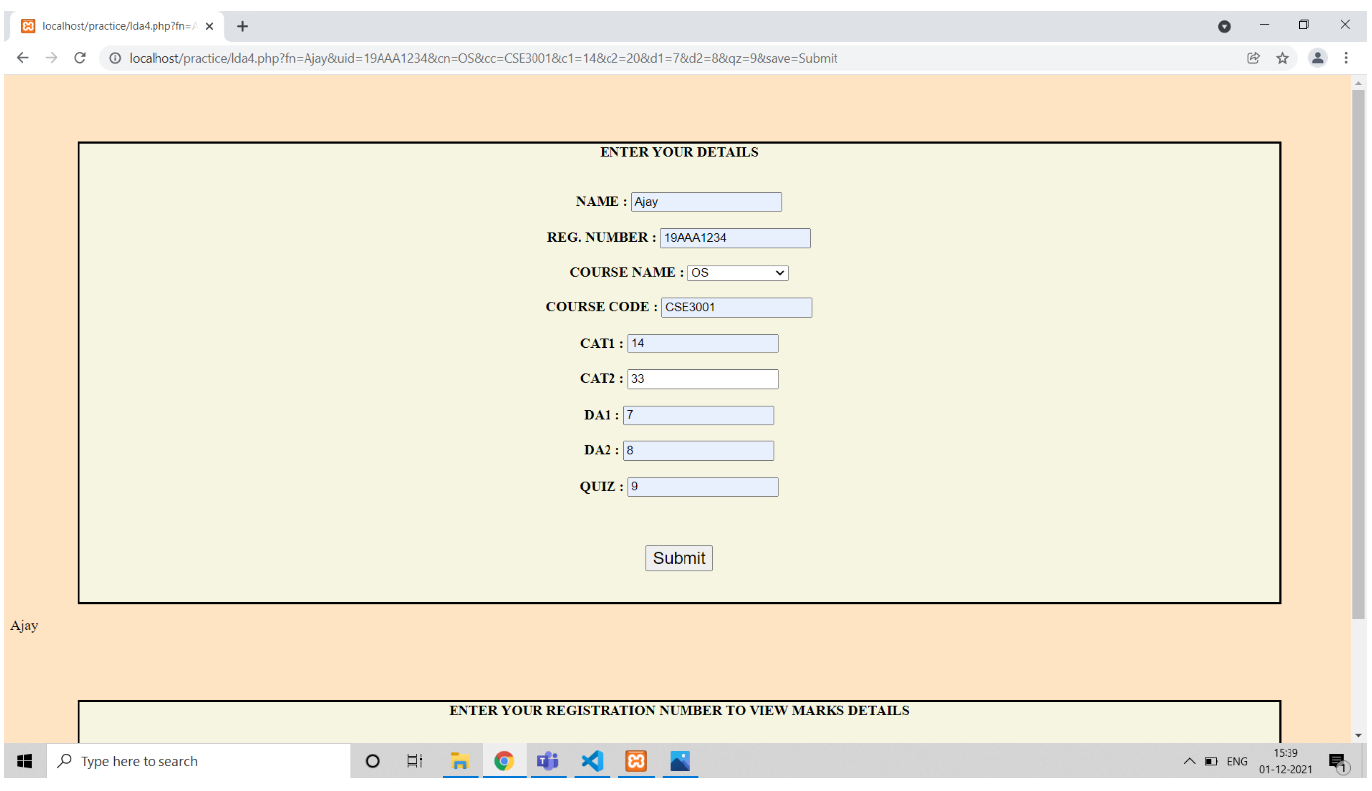 localhost/practice/lda4.php?fn=A
localhost/practice/lda4.php?fn=Ajay&uid=19AAA1234&cn=OS&cc=CSE3001&c1=14&c2=20&d1=7&d2=8&qz=9&save=Submit
ENTER YOUR DETAILS
NAME : Ajay
REG. NUMBER : 19AAA1234
COURSE NAME : OS
COURSE CODE : CSE3001
CAT1 : 14
CAT2 : 33
DA1 : 7
DA2 : 8
QUIZ : 9
Submit
Ajay
ENTER YOUR REGISTRATION NUMBER TO VIEW MARKS DETAILS
Type here to search
ENG
15:39
01-12-2021
1